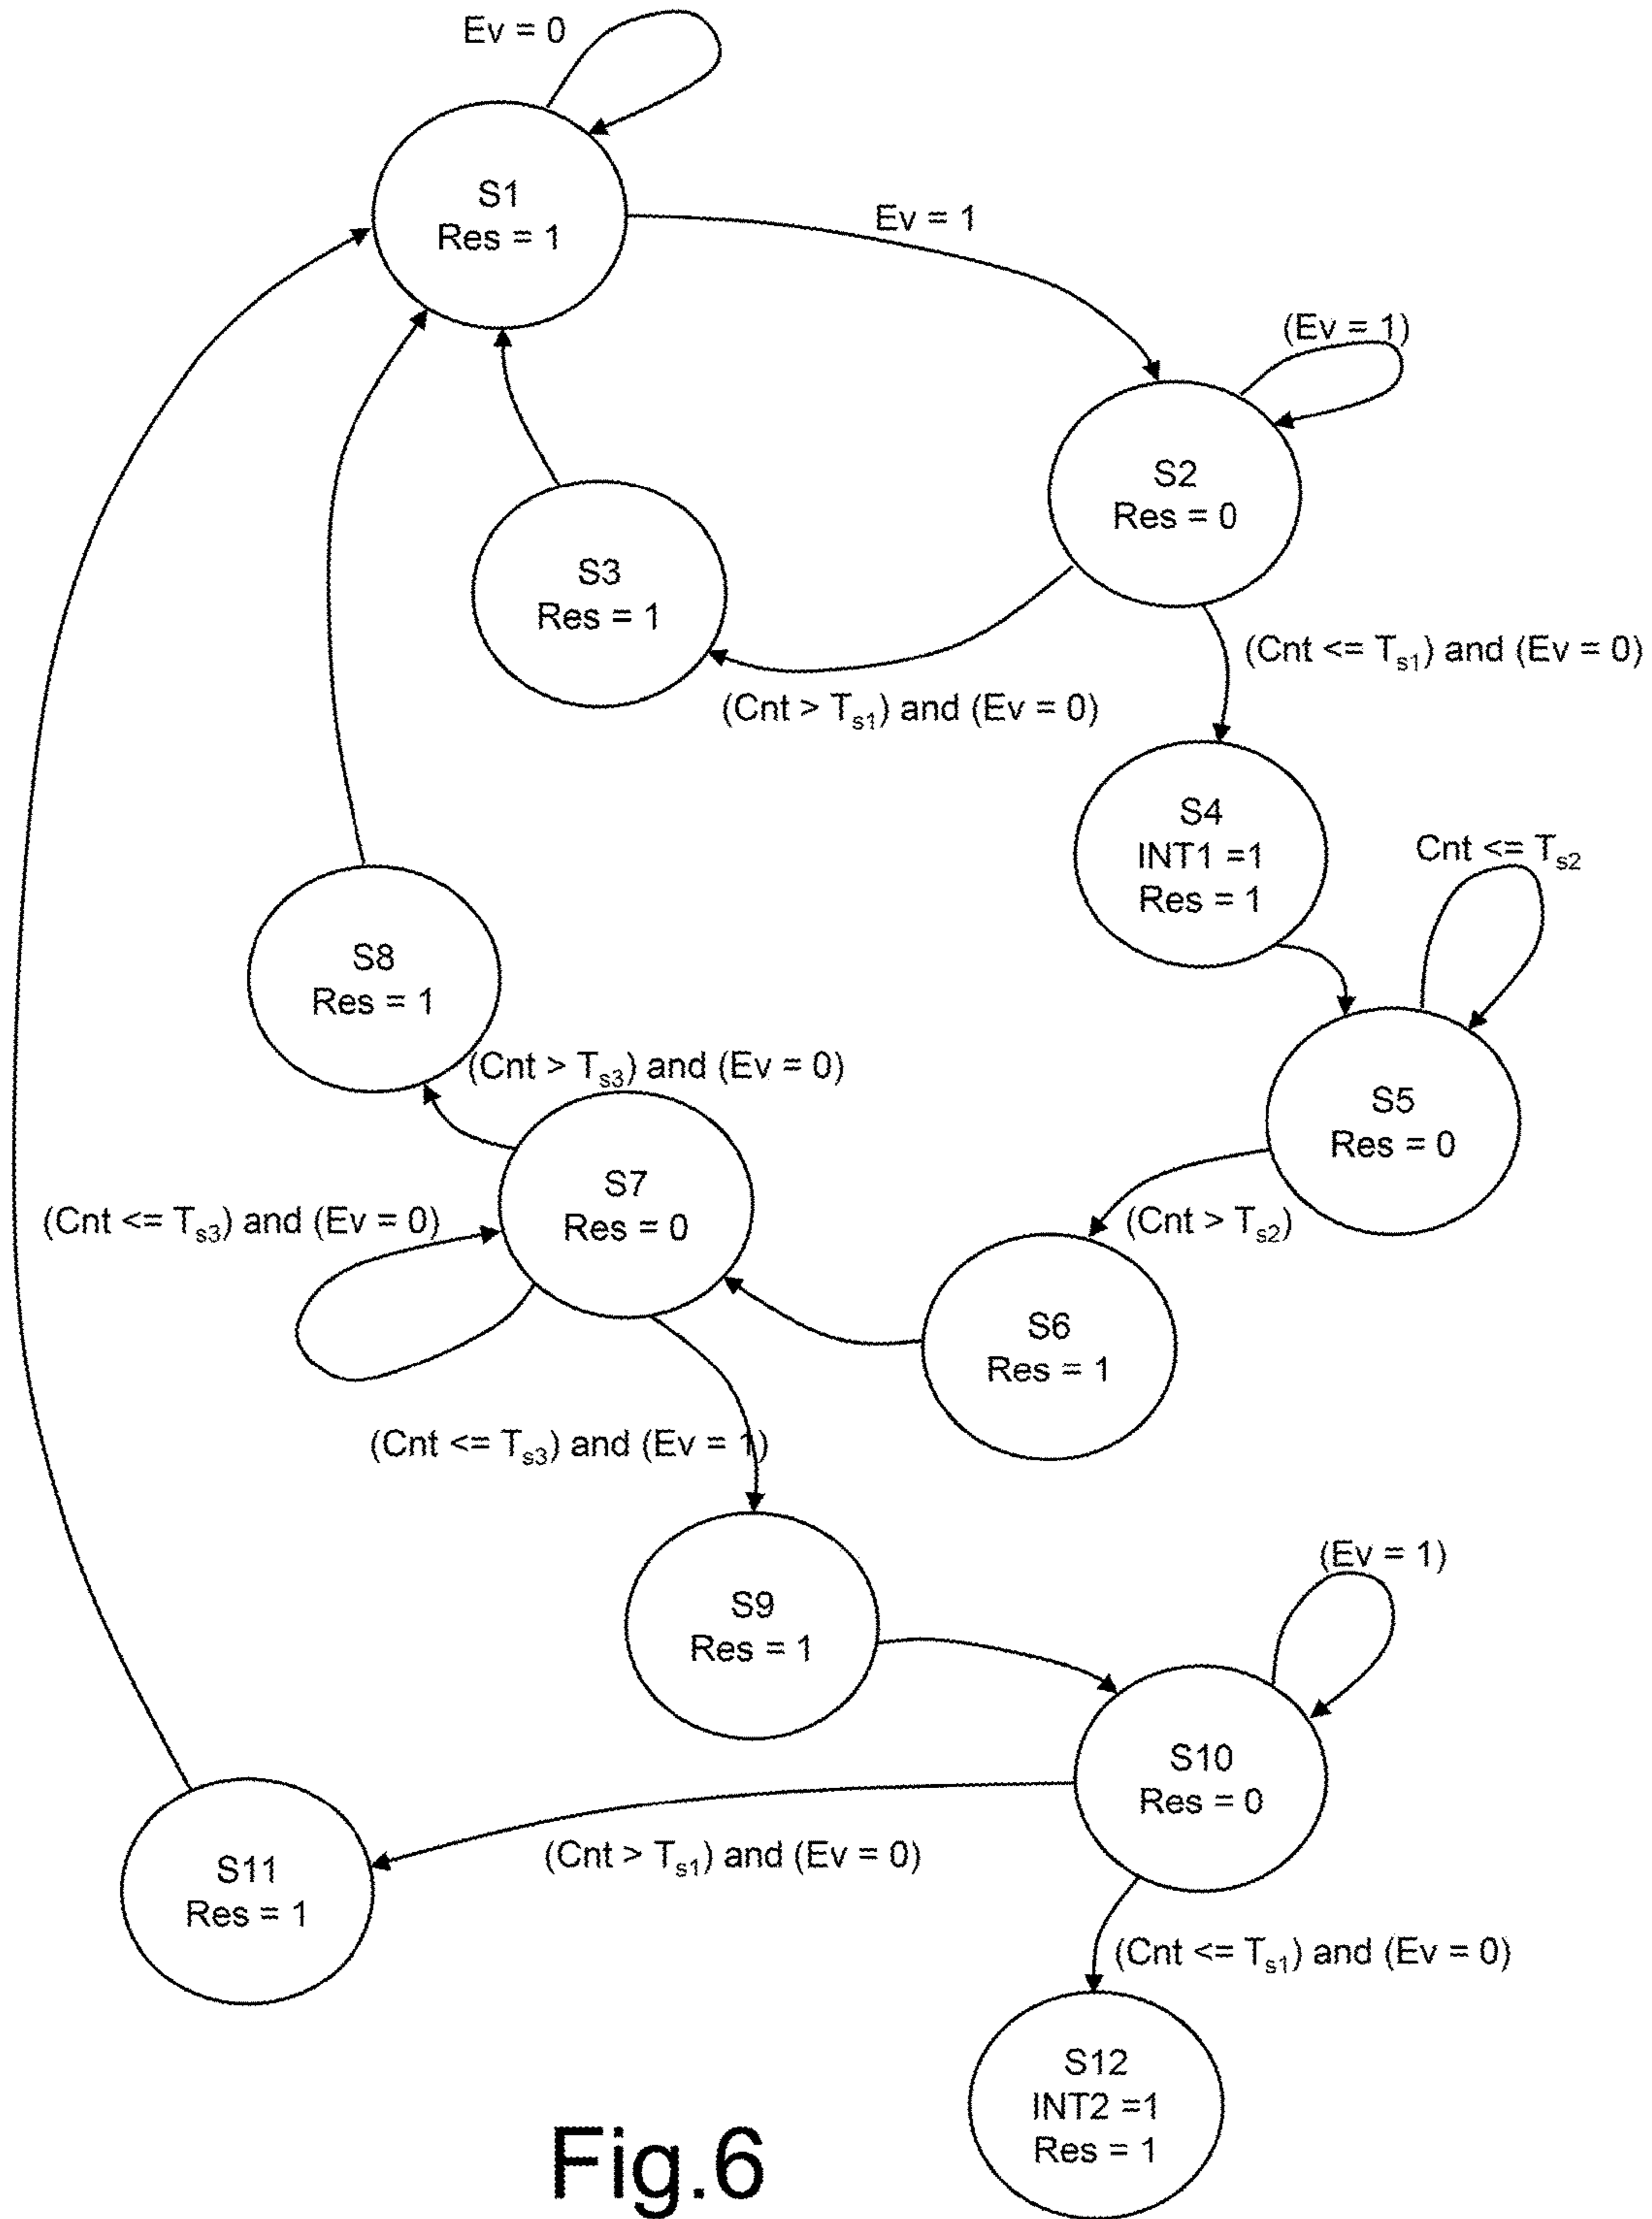 Ev = 0
S1
Res = 1
Ev = 1
(Ev = 1)
S2
Res = 0
S3
Res = 1
(Cnt <= Ts1) and (Ev = 0)
(Cnt > Ts1) and (Ev = 0)
S4
INT1 =1
Res = 1
Cnt <= Ts2
S8
Res = 1
(Cnt > Ts3) and (Ev = 0)
S5
Res = 0
S7
Res = 0
(Cnt <= Ts3) and (Ev = 0)
(Cnt > Ts2)
S6
Res = 1
(Cnt <= Ts3) and (Ev = 1)
(Ev = 1)
S9
Res = 1
S10
Res = 0
(Cnt > Ts1) and (Ev = 0)
S11
Res = 1
(Cnt <= Ts1) and (Ev = 0)
S12
INT2 =1
Res = 1
Fig.6